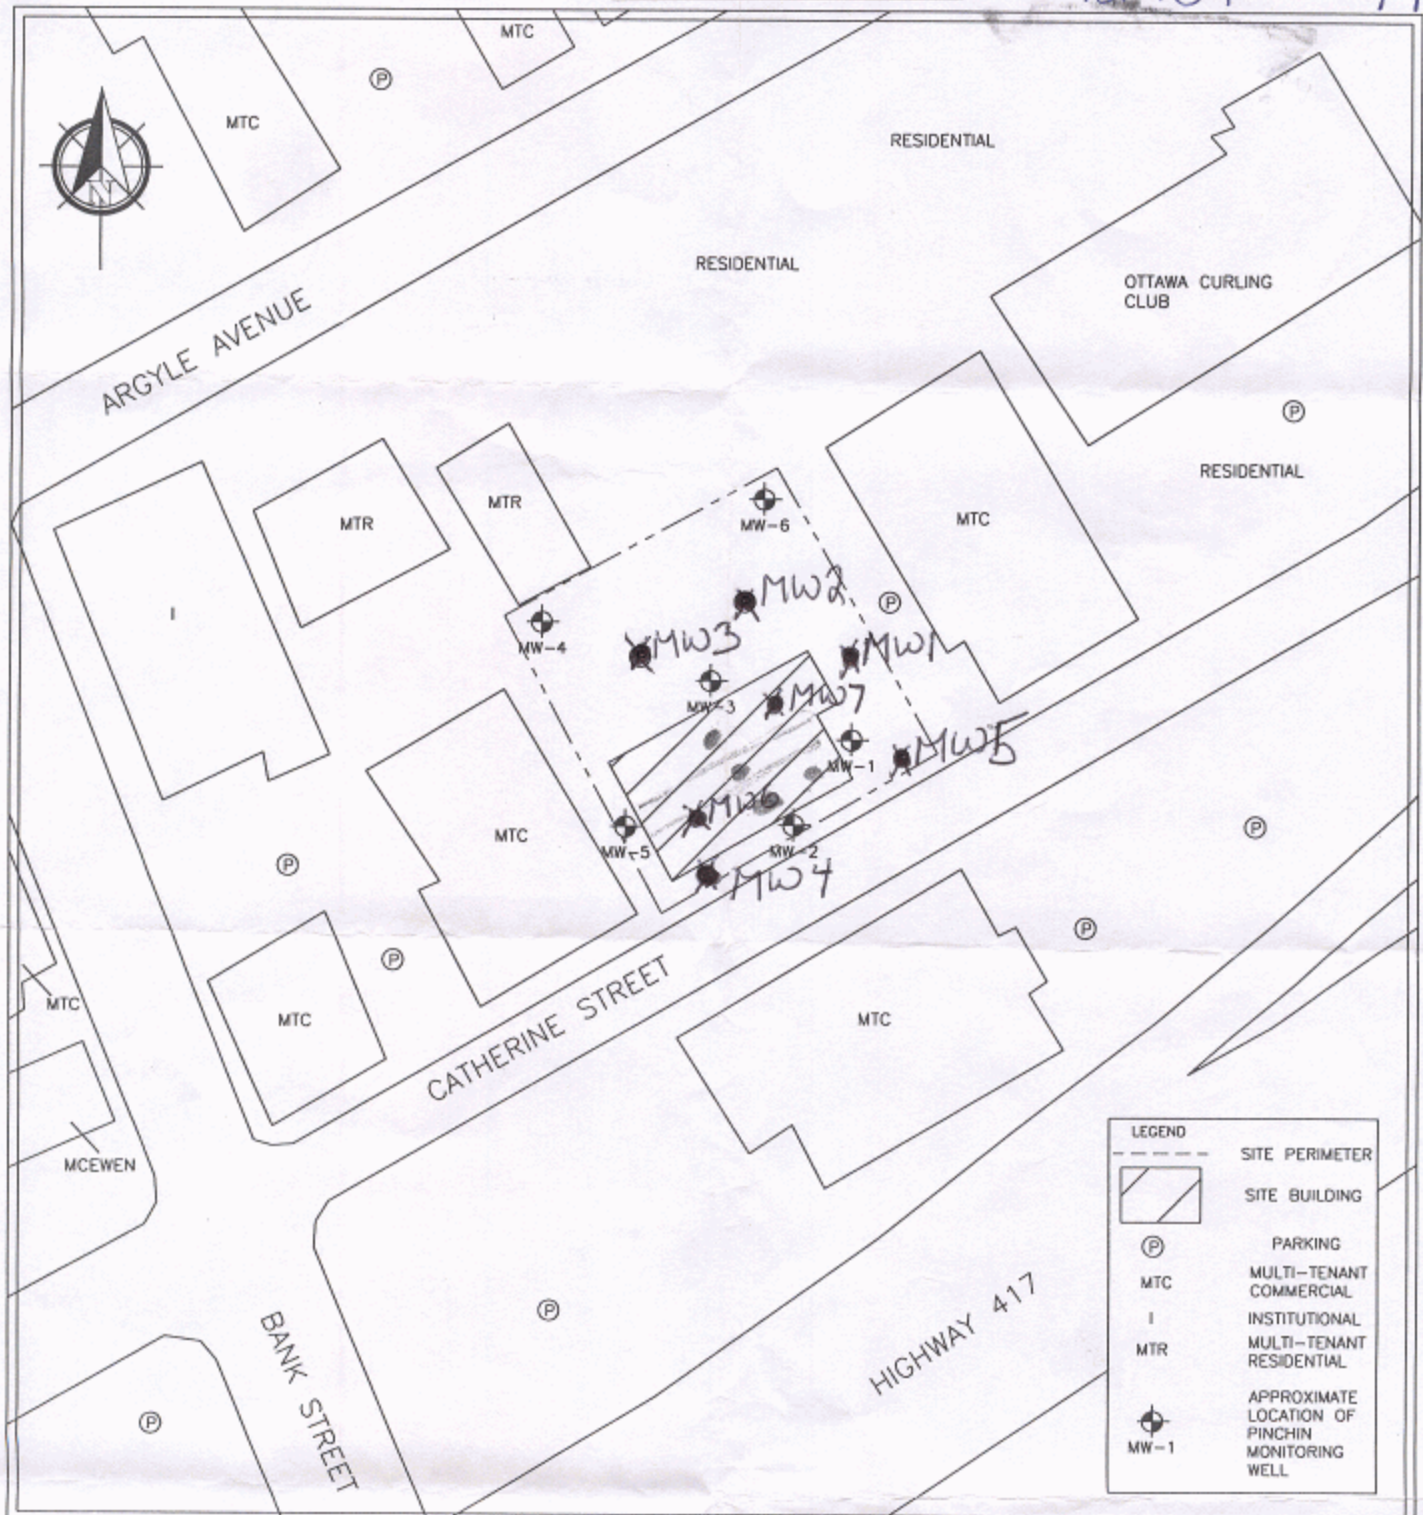 MTC
P
MTC
RESIDENTIAL
N
RESIDENTIAL
OTTAWA CURLING
CLUB
ARGYLE AVENUE
P
RESIDENTIAL
MTR
MTR
MW-6
MTC
I
MW2
P
MW-4
MW3
MW1
MW-3
MW7
MW-1
MW5
MW6
MW-5
MW-2
MTC
P
P
MW4
P
P
MTC
MTC
MTC
CATHERINE STREET
MCEWEN
P
BANK STREET
HIGHWAY 417
P
LEGEND
SITE PERIMETER
SITE BUILDING
P PARKING
MTC MULTI-TENANT
COMMERCIAL
I INSTITUTIONAL
MTR MULTI-TENANT
RESIDENTIAL
APPROXIMATE
LOCATION OF
PINCHIN
MW-1 MONITORING
WELL